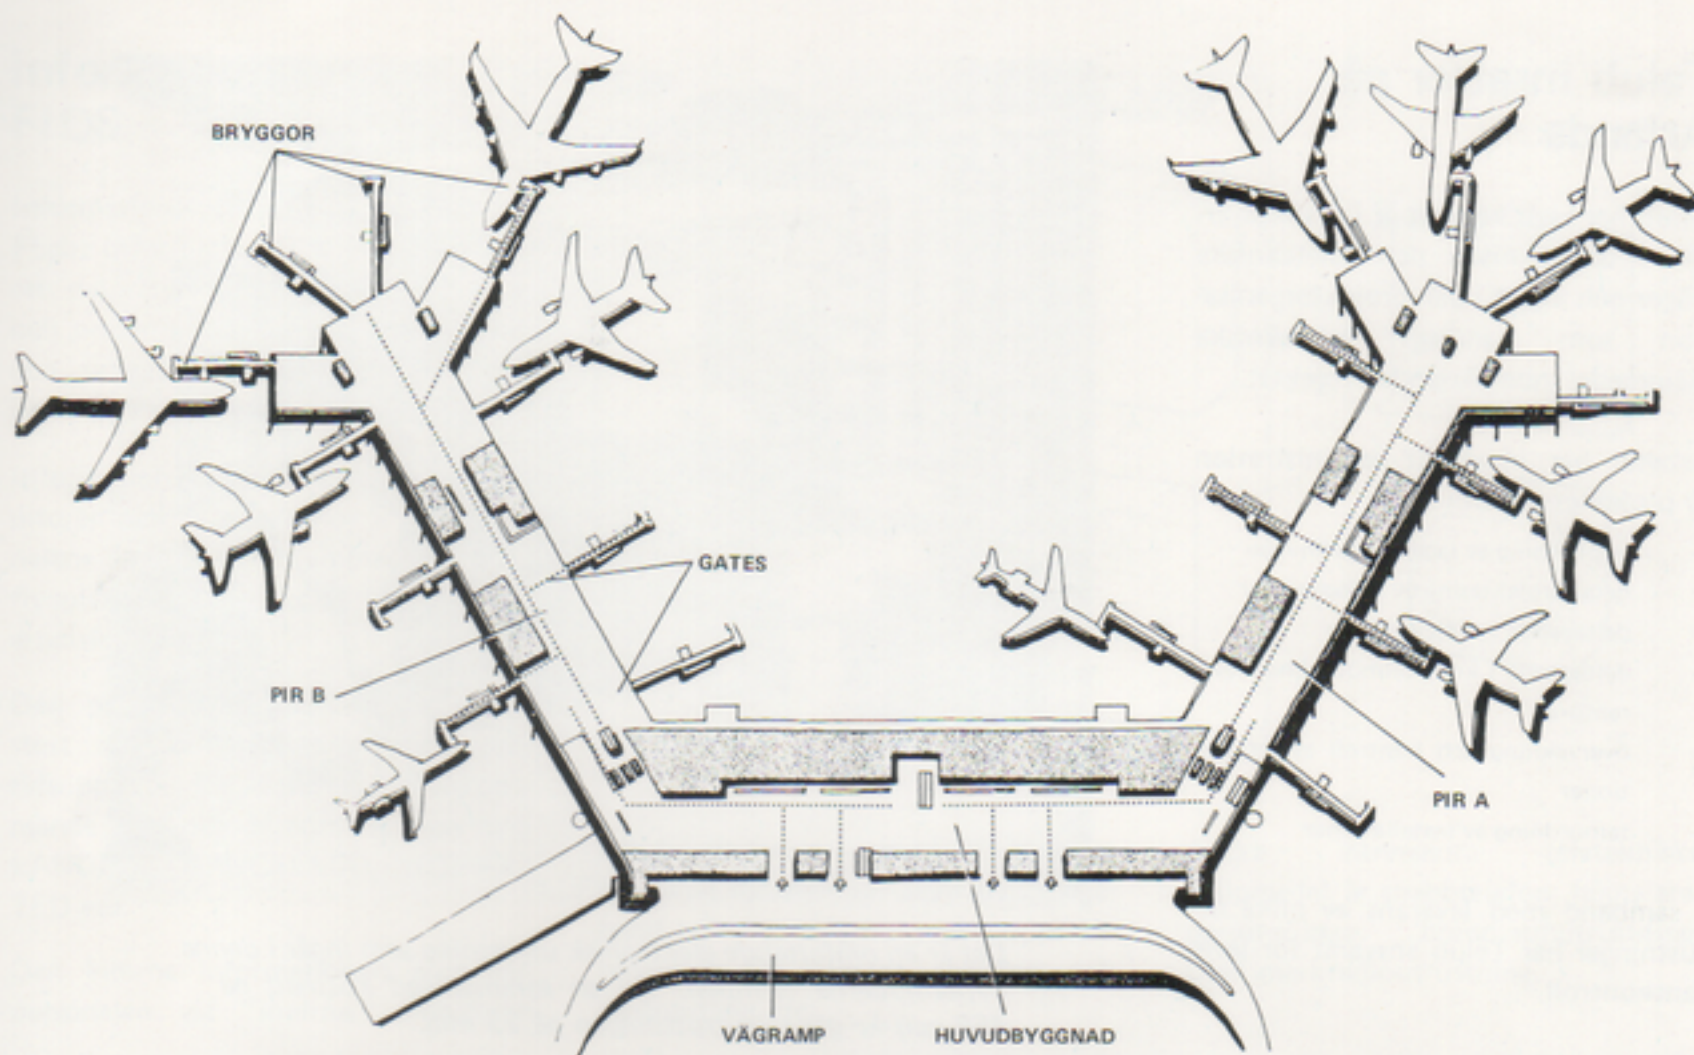 BRYGGOR
GATES
PIR B
PIR A
VÄGRAMP
HUVUDBYGGNAD